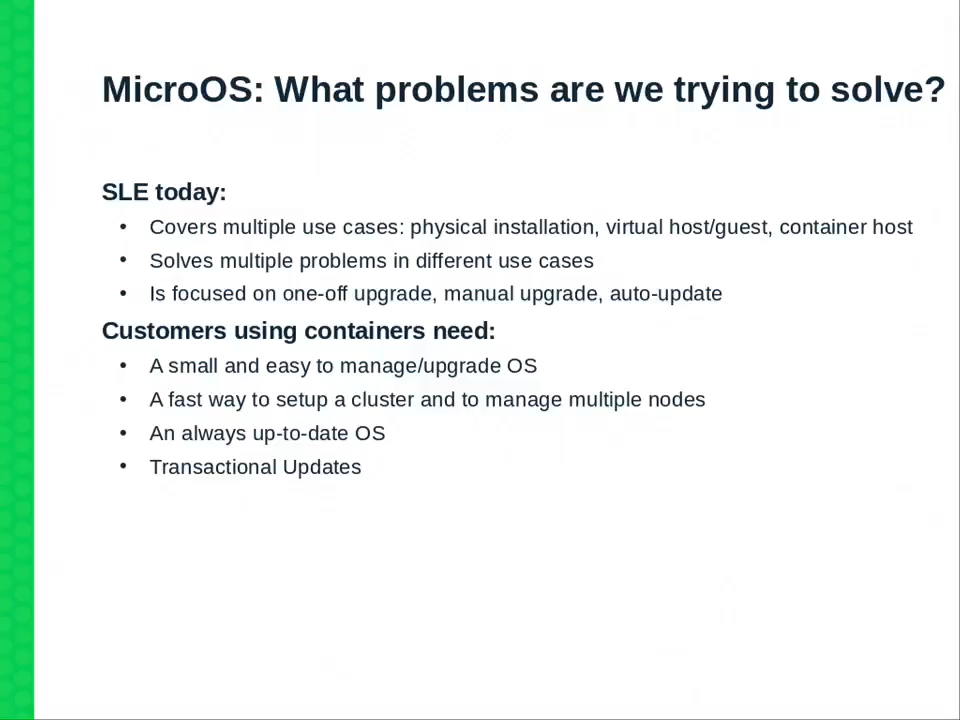 MicroOS: What problems are we trying to solve?
SLE today:
• Covers multiple use cases: physical installation, virtual host/guest, container host
• Solves multiple problems in different use cases
• Is focused on one-off upgrade, manual upgrade, auto-update
Customers using containers need:
• A small and easy to manage/upgrade OS
• A fast way to setup a cluster and to manage multiple nodes
• An always up-to-date OS
• Transactional Updates